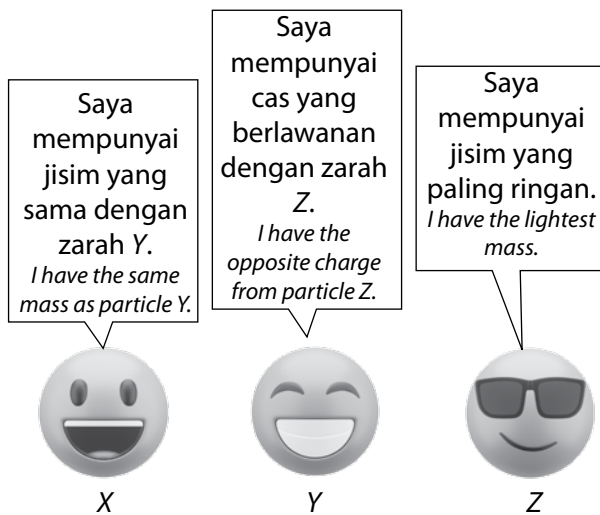 Saya
mempunyai
jisim yang
sama dengan
zarah Y.
I have the same
mass as particle Y.
Saya
mempunyai
cas yang
berlawanan
dengan zarah
Z.
I have the
opposite charge
from particle Z.
Saya
mempunyai
jisim yang
paling ringan.
I have the lightest
mass.
X
Y
Z